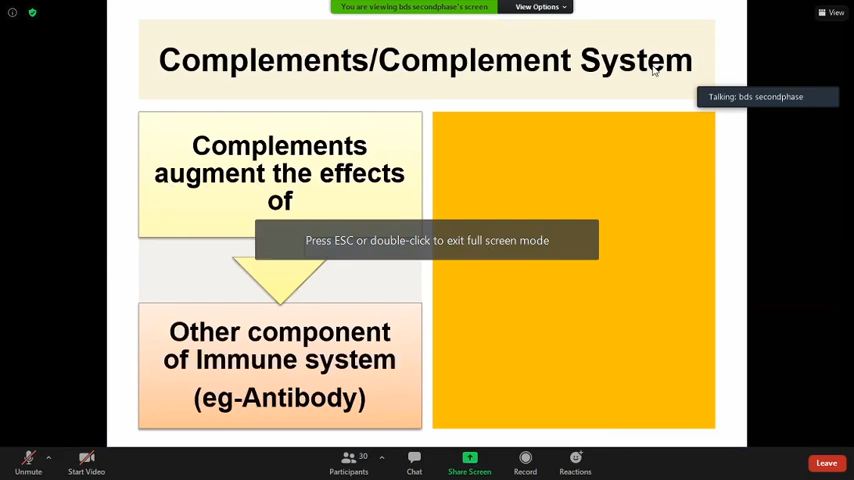 You are viewing bds secondphase's screen
View Options
View
Complements/Complement System
Talking: bds secondphase
Complements
augment the effects
of
Press ESC or double-click to exit full screen mode
Other component
of Immune system
(eg-Antibody)
Unmute
Start Video
30
Participants
Chat
Share Screen
Record
Reactions
Leave